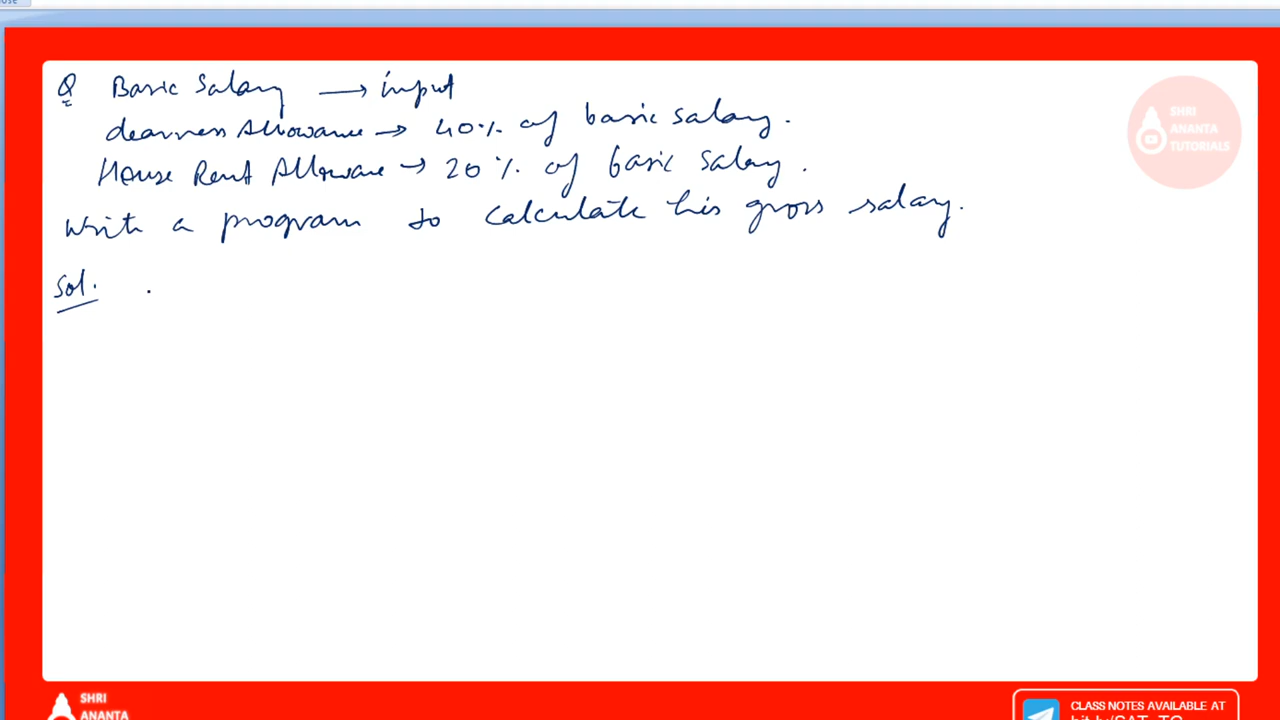 ose
Q Basic Salary → input
dearness Allowance → 40% of basic salary.
House Rent Allowance → 20% of basic salary.
Write a program to calculate his gross salary.
Sol.
SHRI
ANANTA
TUTORIALS
SHRI
ANANTA
CLASS NOTES AVAILABLE AT